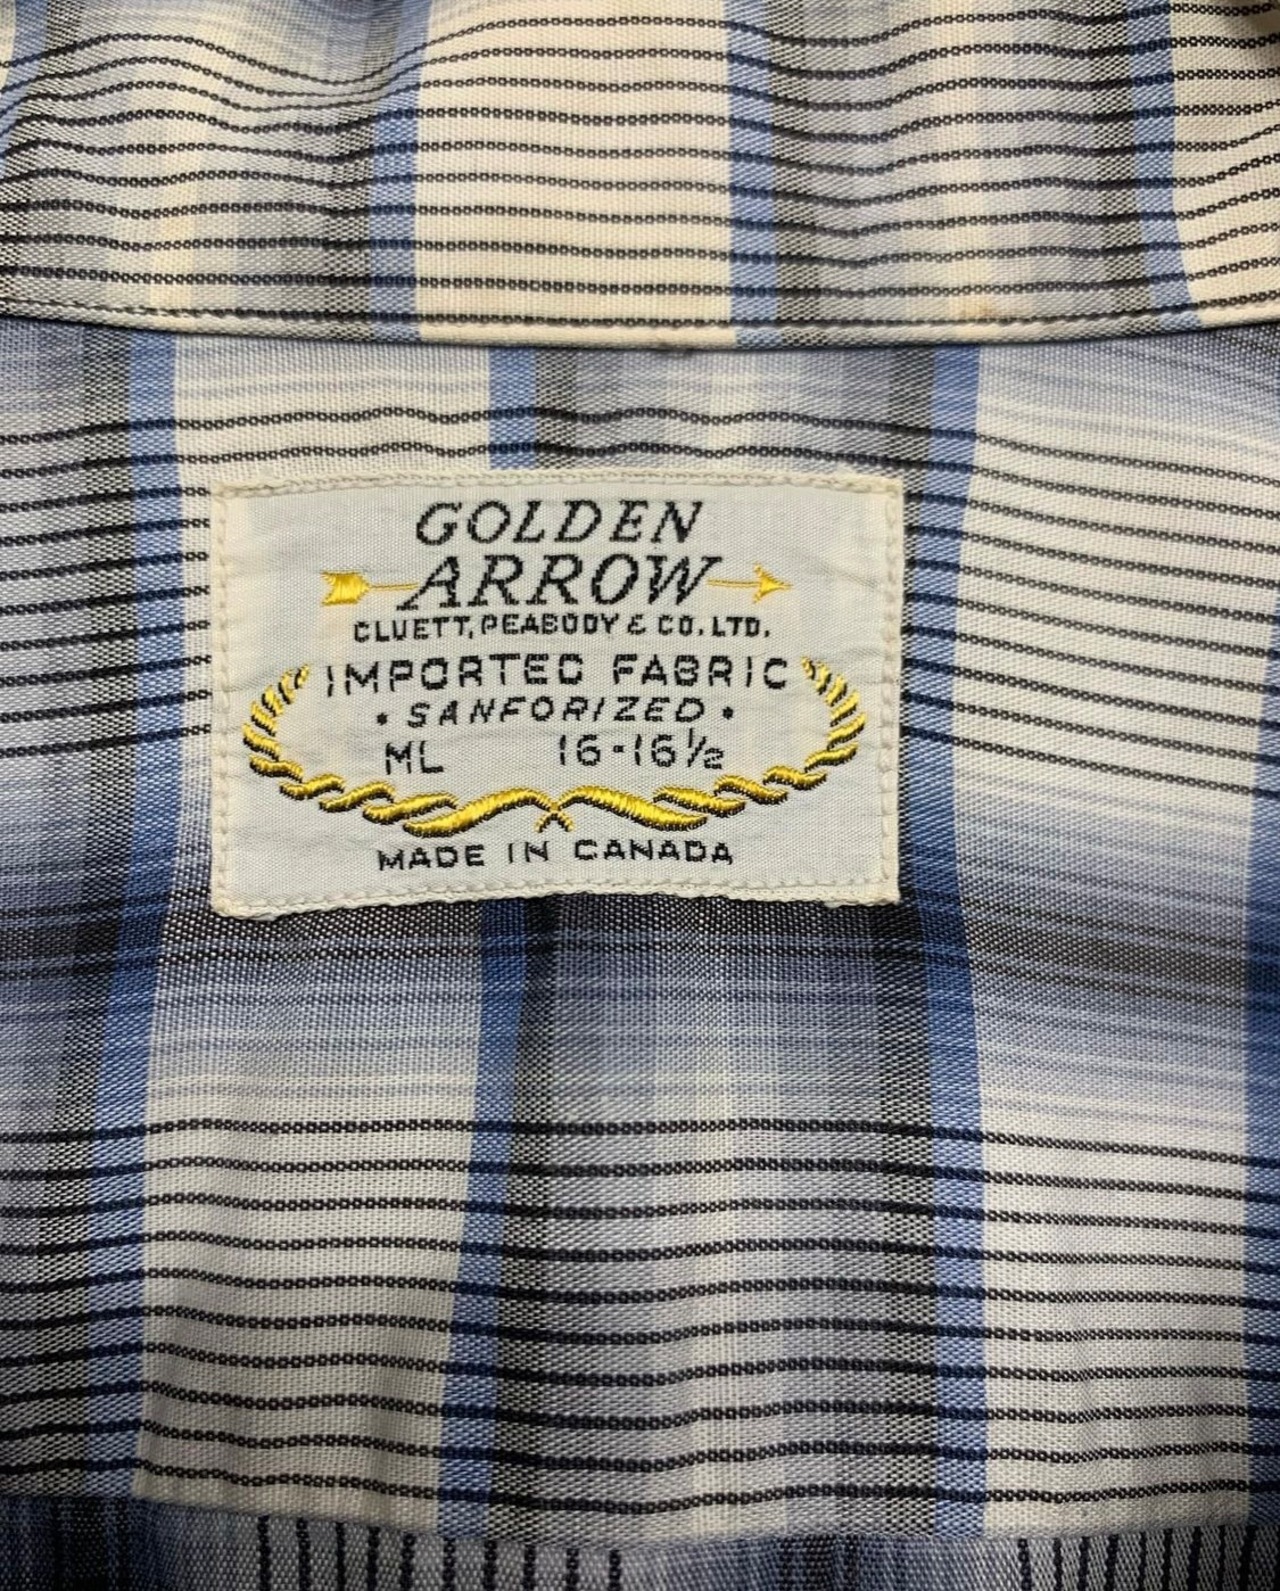 GOLDEN
ARROW
CLUETT, PEABODY & CO. LTD.
IMPORTED FABRIC
• SANFORIZED •
ML 16-16½
MADE IN CANADA